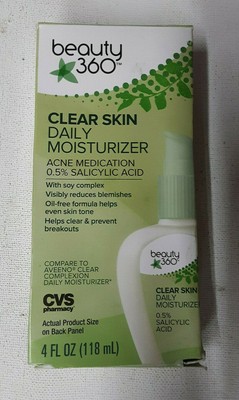 beauty
360™
CLEAR SKIN
DAILY
MOISTURIZER
ACNE MEDICATION
0.5% SALICYLIC ACID
With soy complex
Visibly reduces blemishes
Oil-free formula helps
even skin tone
Helps clear & prevent
breakouts
COMPARE TO
AVEENO® CLEAR
COMPLEXION
DAILY MOISTURIZER*
CVS
pharmacy®
Actual Product Size
on Back Panel
4 FL OZ (118 mL)
beauty
360
CLEAR SKIN
DAILY
MOISTURIZE
0.5%
SALICYLIC
ACID